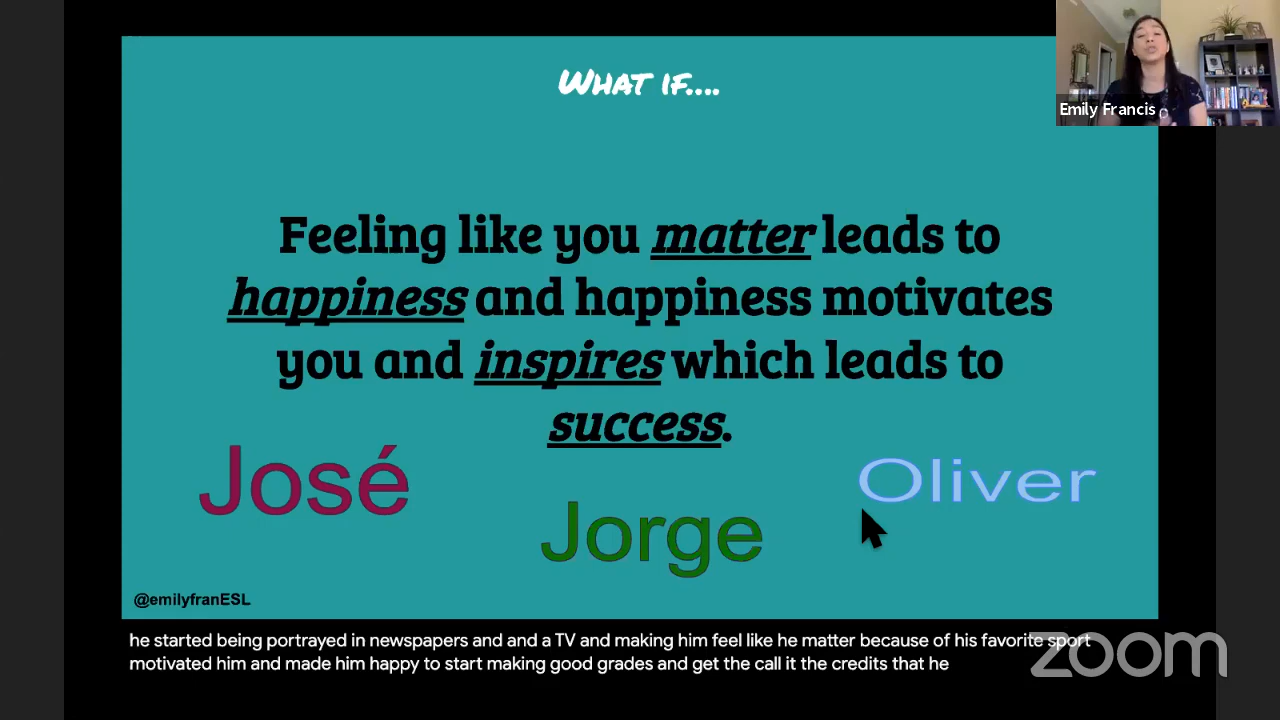 What if....
Emily Francis
Feeling like you matter leads to
happiness and happiness motivates
you and inspires which leads to
success.
José
Oliver
Jorge
@emilyfranESL
he started being portrayed in newspapers and and a TV and making him feel like he matter because of his favorite sport
motivated him and made him happy to start making good grades and get the call it the credits that he
zoom